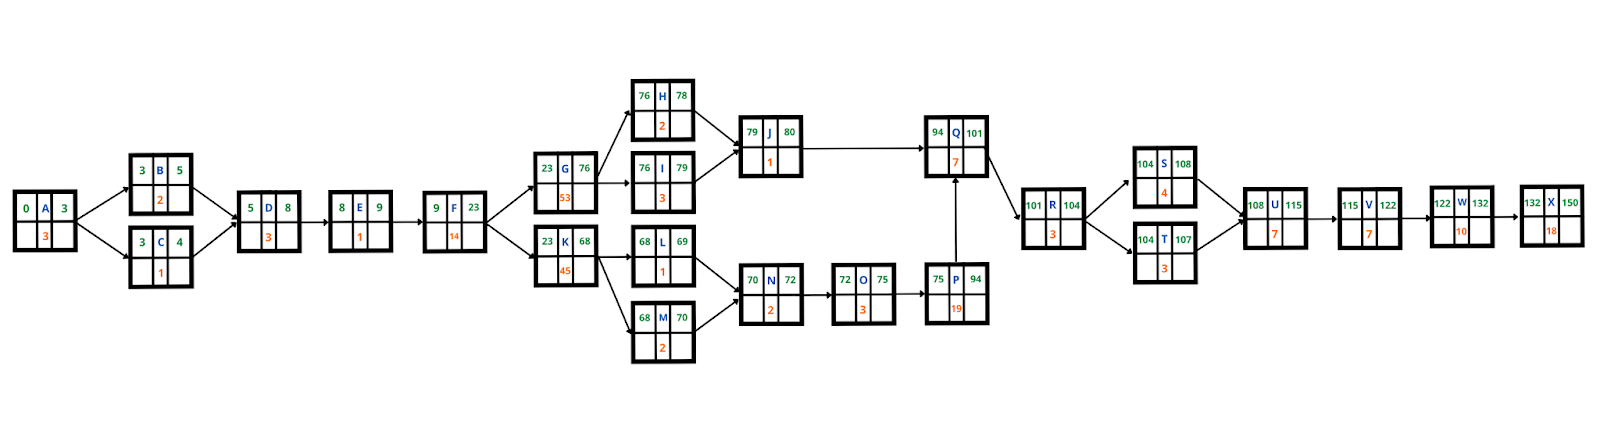 0 A 3
3
3 B 5
2
3 C 4
1
5 D 8
3
8 E 9
1
9 F 23
14
23 G 76
53
23 K 68
45
76 H 78
2
76 I 79
3
68 L 69
1
68 M 70
2
79 J 80
1
70 N 72
2
72 O 75
3
75 P 94
19
94 Q 101
7
101 R 104
3
104 S 108
4
104 T 107
3
108 U 115
7
115 V 122
7
122 W 132
10
132 X 150
18